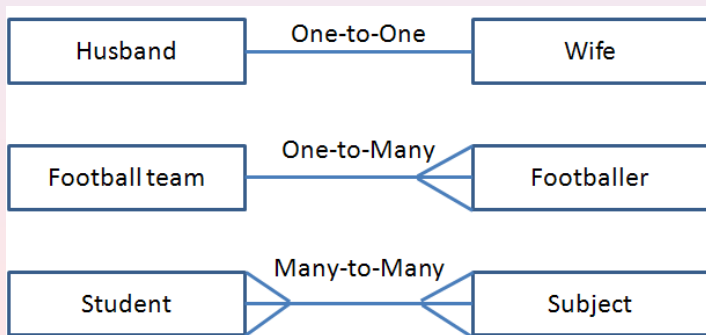 One-to-One
Husband
Wife
One-to-Many
Football team
Footballer
Many-to-Many
Student
Subject